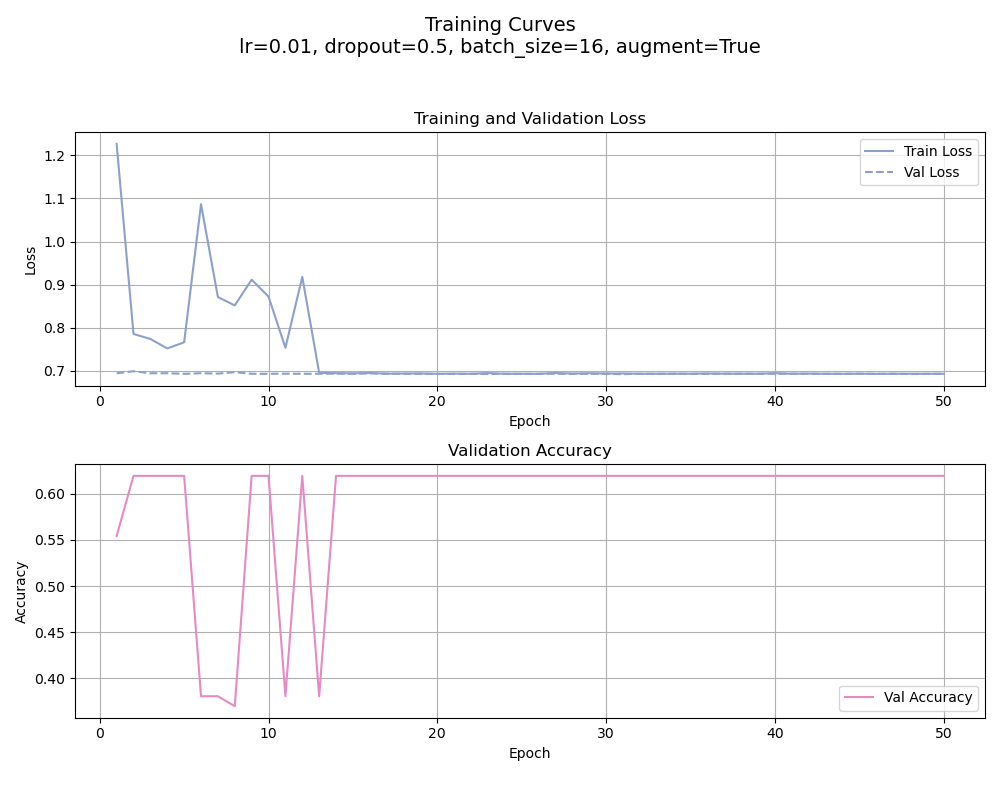 Training Curves
lr=0.01, dropout=0.5, batch_size=16, augment=True
Training and Validation Loss
Train Loss
Val Loss
1.2
1.1
1.0
0.9
0.8
0.7
Loss
0 10 20 30 40 50
Epoch
Validation Accuracy
0.60
0.55
0.50
0.45
0.40
Accuracy
Val Accuracy
0 10 20 30 40 50
Epoch